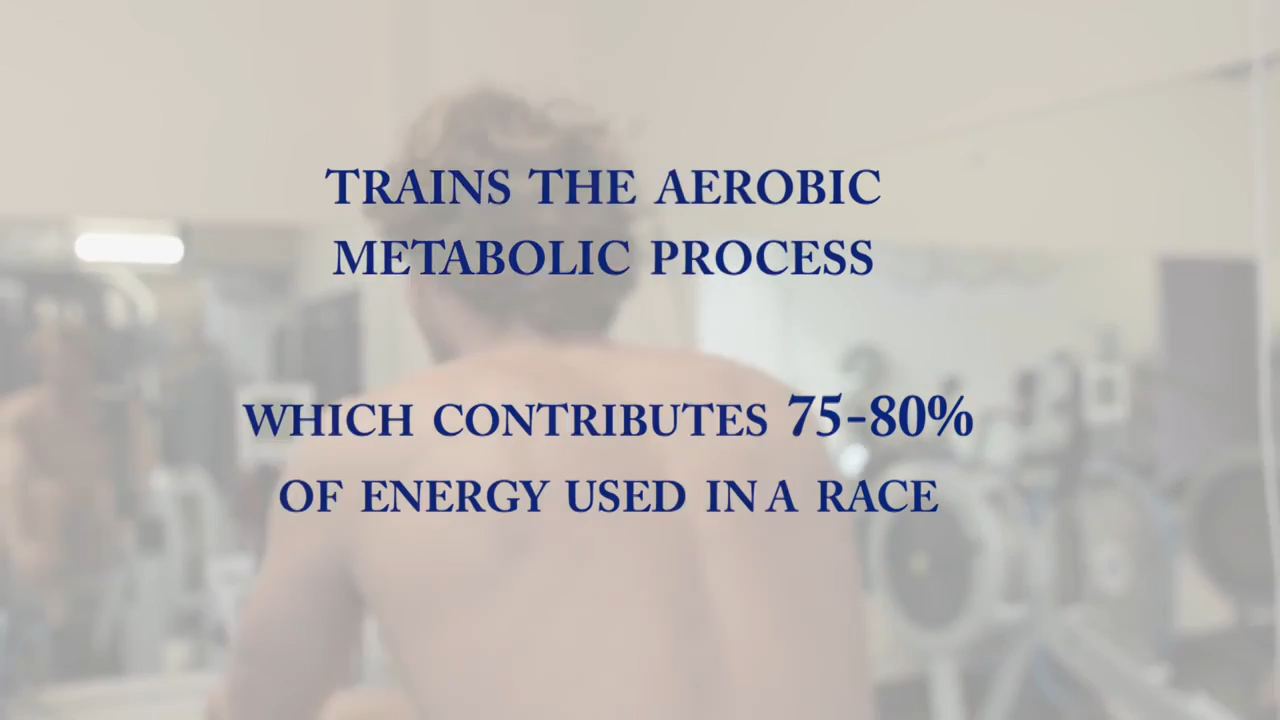 TRAINS THE AEROBIC
METABOLIC PROCESS
WHICH CONTRIBUTES 75-80%
OF ENERGY USED IN A RACE